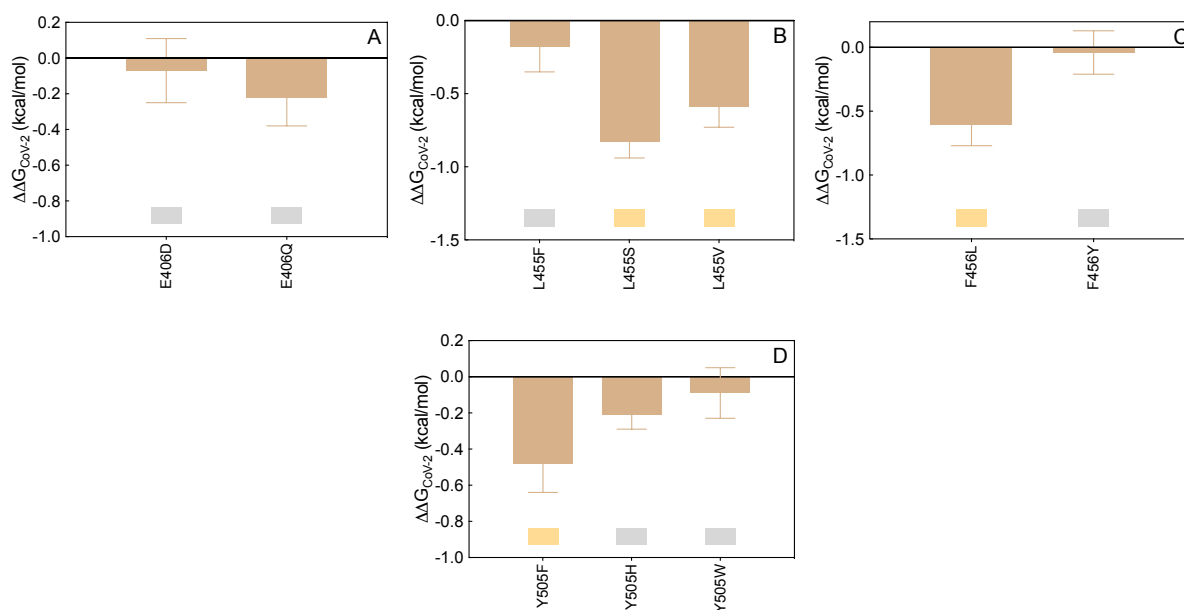 A
ΔΔG_CoV-2 (kcal/mol)
0.2
0.0
-0.2
-0.4
-0.6
-0.8
-1.0
E406D
E406Q
B
ΔΔG_CoV-2 (kcal/mol)
0.0
-0.5
-1.0
-1.5
L455F
L455S
L455V
C
ΔΔG_CoV-2 (kcal/mol)
0.0
-0.5
-1.0
-1.5
F456L
F456Y
D
ΔΔG_CoV-2 (kcal/mol)
0.2
0.0
-0.2
-0.4
-0.6
-0.8
-1.0
Y505F
Y505H
Y505W